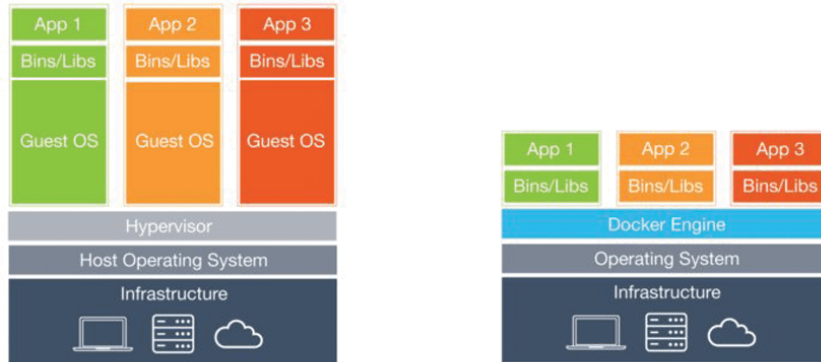 App 1
App 2
App 3
Bins/Libs
Bins/Libs
Bins/Libs
Guest OS
Guest OS
Guest OS
Hypervisor
Host Operating System
Infrastructure
App 1
App 2
App 3
Bins/Libs
Bins/Libs
Bins/Libs
Docker Engine
Operating System
Infrastructure